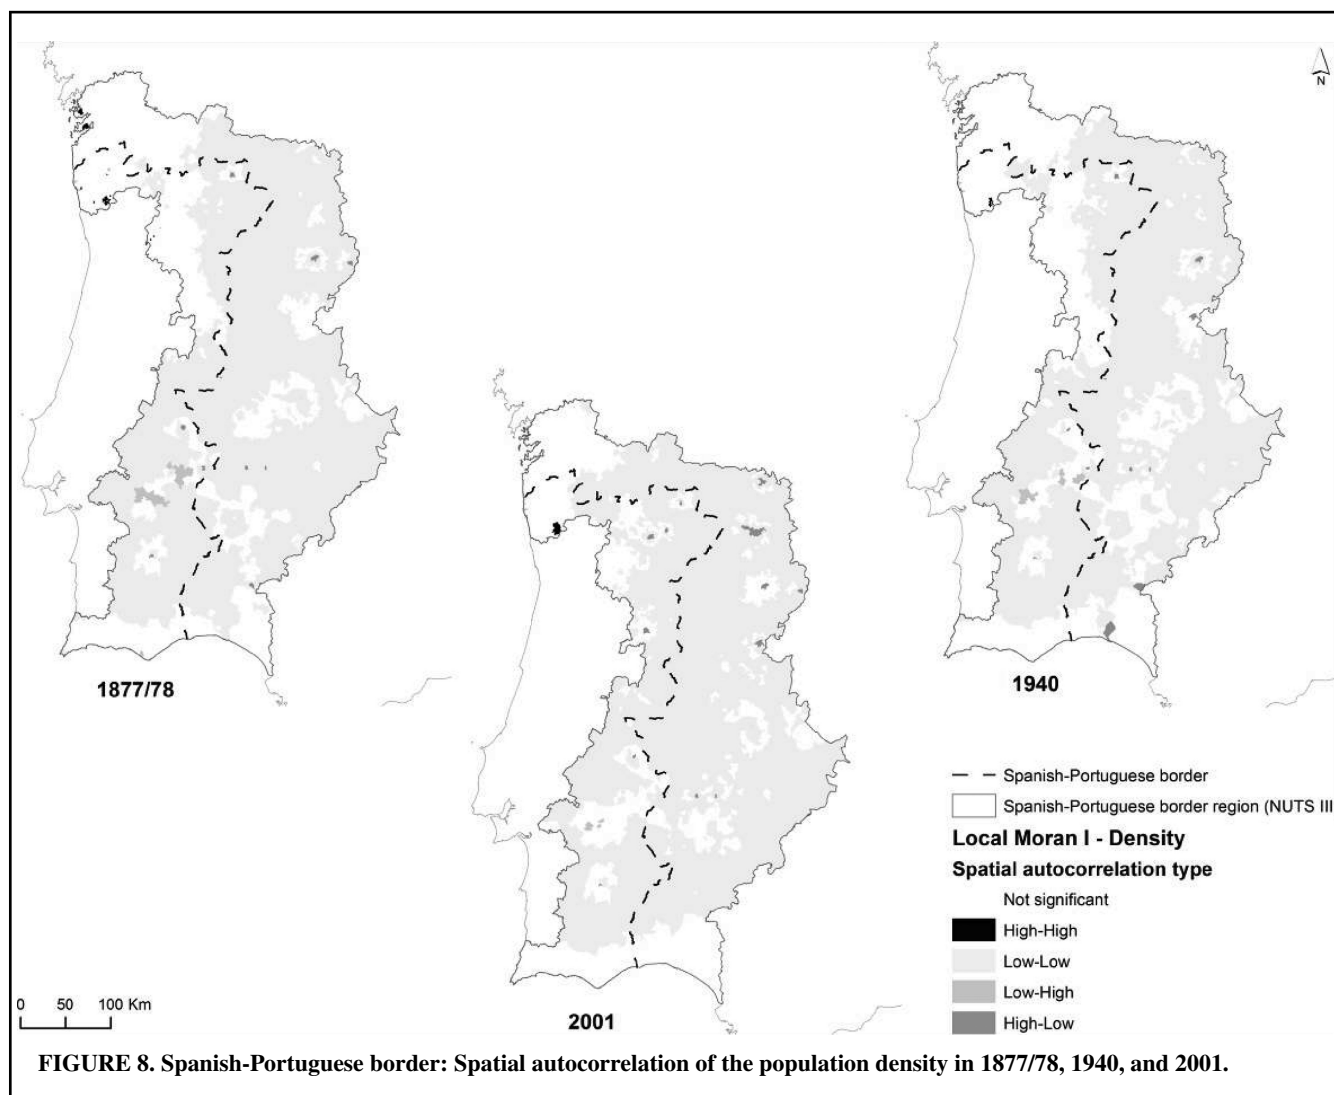 N
1877/78
1940
2001
Spanish-Portuguese border
Spanish-Portuguese border region (NUTS III
Local Moran I - Density
Spatial autocorrelation type
Not significant
High-High
Low-Low
Low-High
High-Low
0 50 100 Km
FIGURE 8. Spanish-Portuguese border: Spatial autocorrelation of the population density in 1877/78, 1940, and 2001.